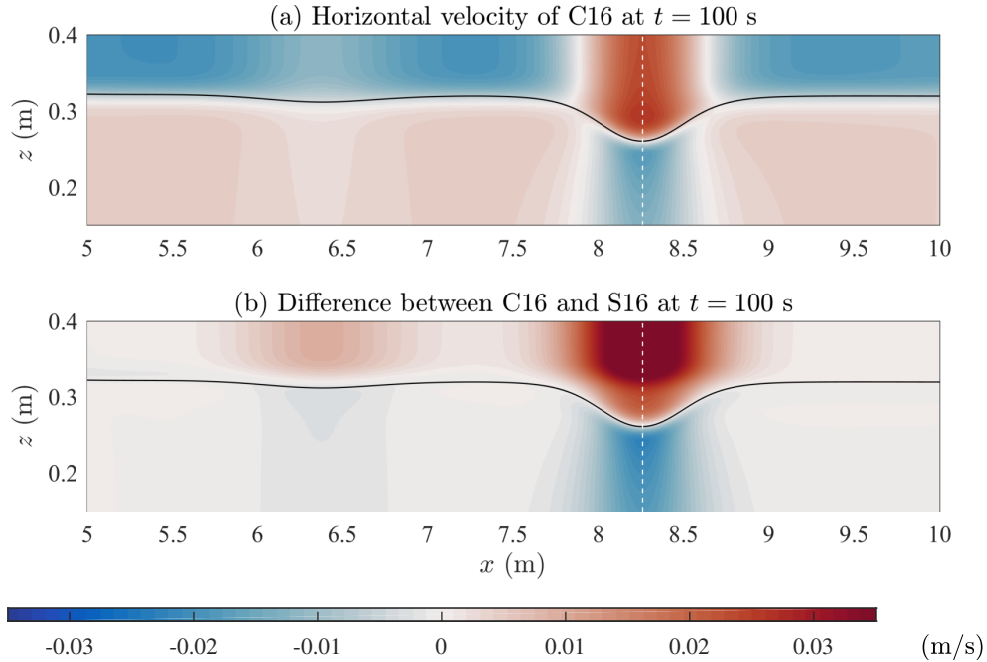 (a) Horizontal velocity of C16 at t = 100 s
0.4
0.3
0.2
z (m)
5 5.5 6 6.5 7 7.5 8 8.5 9 9.5 10
(b) Difference between C16 and S16 at t = 100 s
0.4
0.3
0.2
z (m)
5 5.5 6 6.5 7 7.5 8 8.5 9 9.5 10
x (m)
-0.03 -0.02 -0.01 0 0.01 0.02 0.03 (m/s)